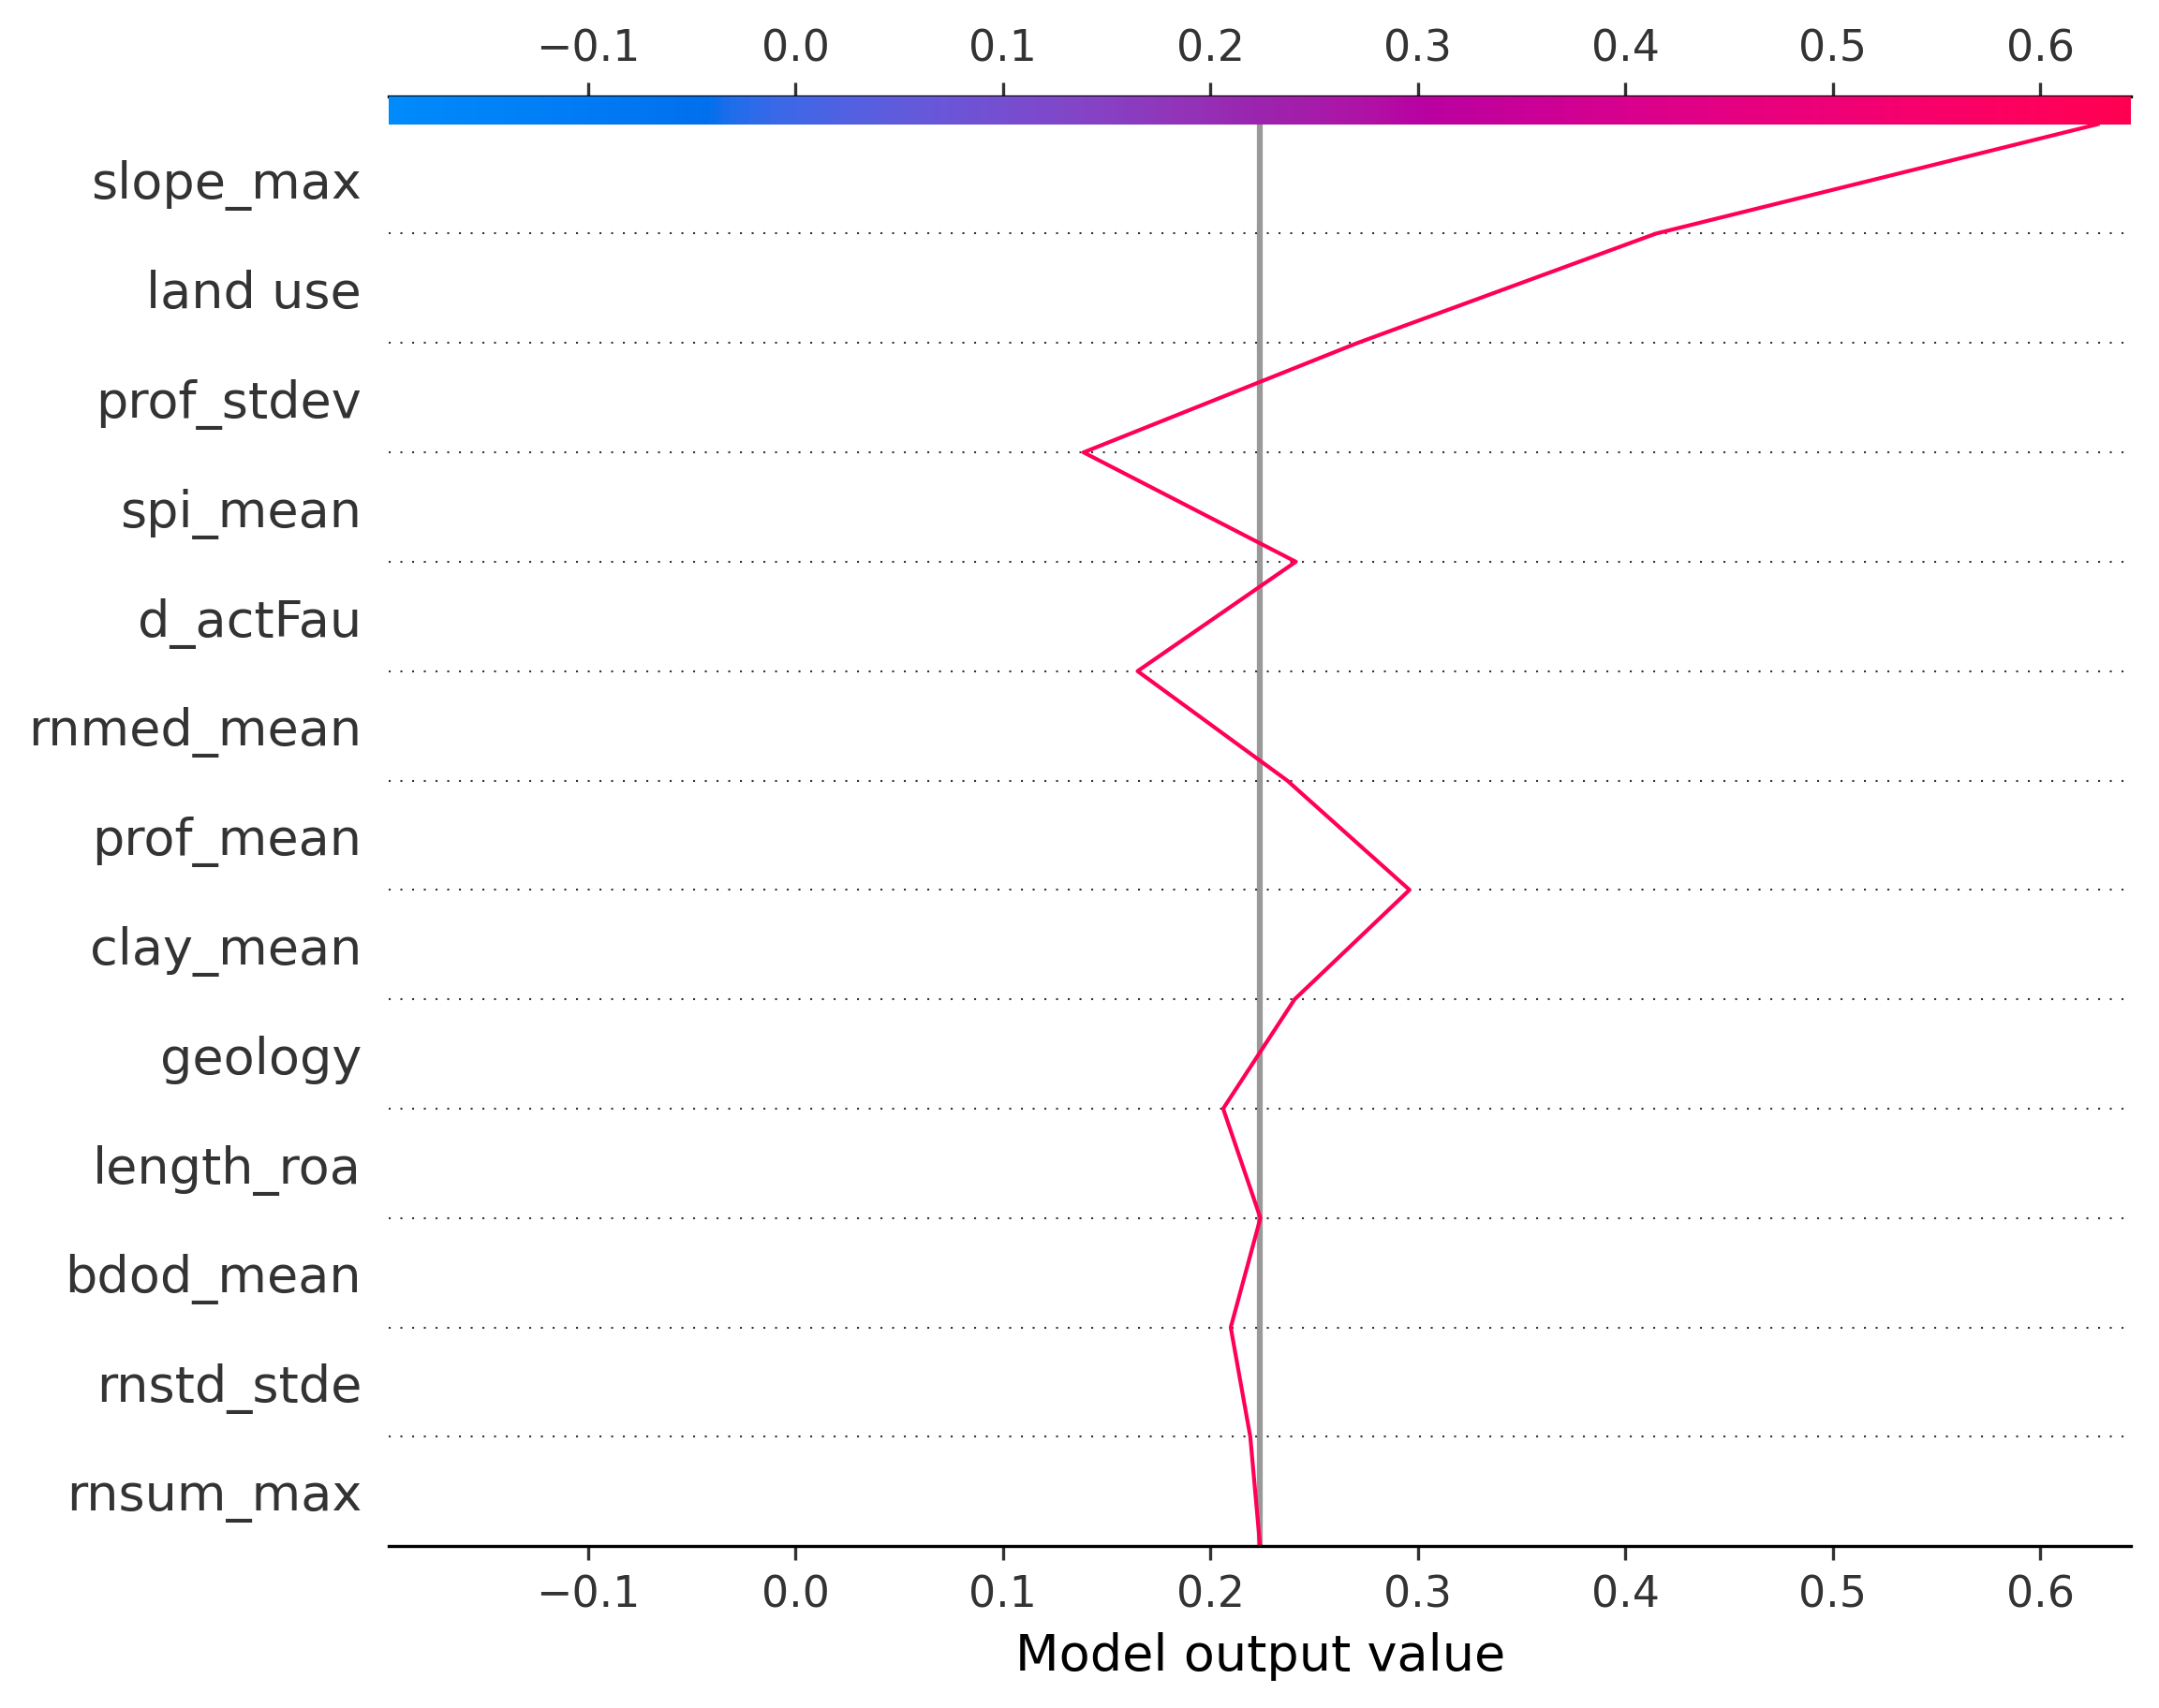 −0.1 0.0 0.1 0.2 0.3 0.4 0.5 0.6
slope_max
land use
prof_stdev
spi_mean
d_actFau
rnmed_mean
prof_mean
clay_mean
geology
length_roa
bdod_mean
rnstd_stde
rnsum_max
−0.1 0.0 0.1 0.2 0.3 0.4 0.5 0.6
Model output value